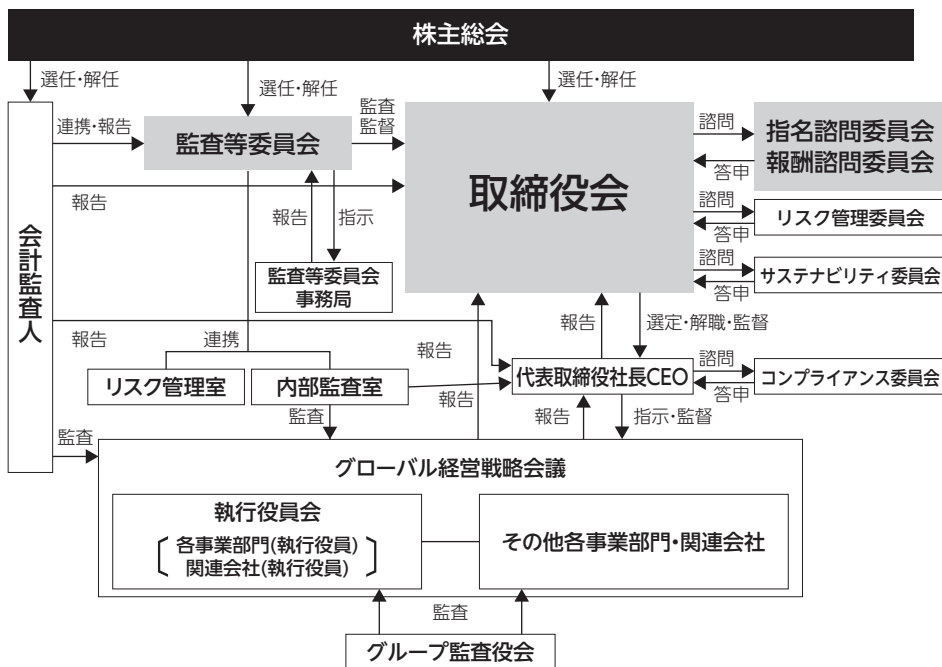 株主総会
選任・解任
選任・解任
選任・解任
会計監査人
連携・報告
監査等委員会
監査
監督
取締役会
諮問
答申
指名諮問委員会
報酬諮問委員会
報告
報告
指示
諮問
答申
リスク管理委員会
監査等委員会
事務局
諮問
答申
サステナビリティ委員会
報告
連携
報告
報告
選定・解職・監督
リスク管理室
内部監査室
報告
代表取締役社長CEO
諮問
答申
コンプライアンス委員会
監査
監査
報告
指示・監督
グローバル経営戦略会議
執行役員会
各事業部門(執行役員)
関連会社(執行役員)
その他各事業部門・関連会社
監査
グループ監査役会